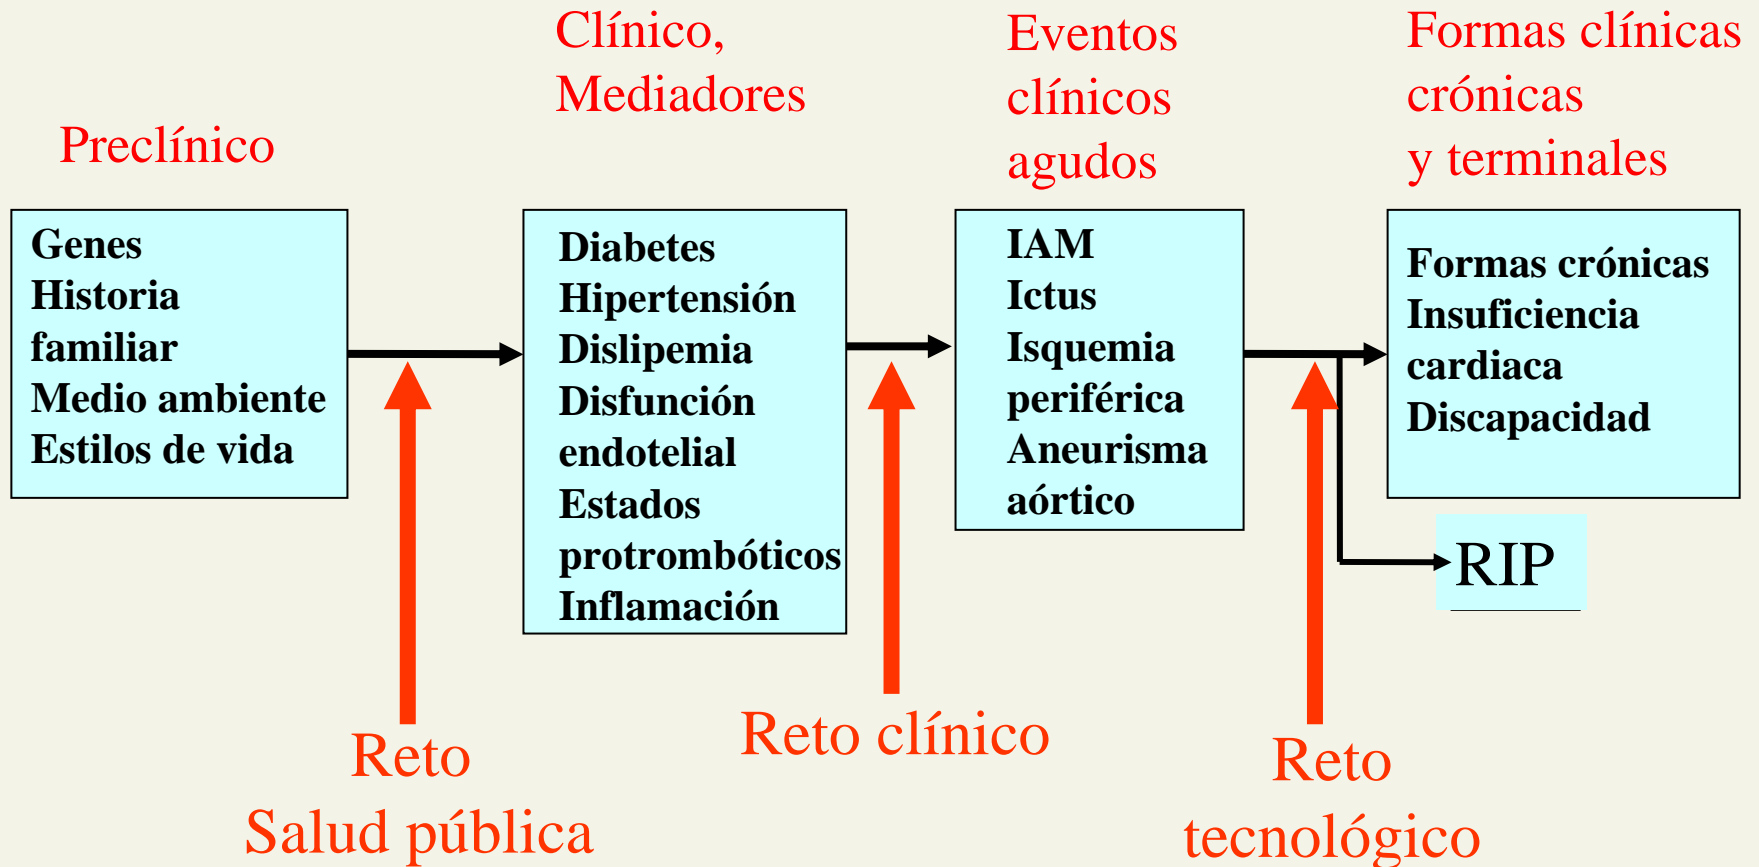 Preclínico
Genes
Historia
familiar
Medio ambiente
Estilos de vida
Clínico,
Mediadores
Diabetes
Hipertensión
Dislipemia
Disfunción
endotelial
Estados
protrombóticos
Inflamación
Eventos
clínicos
agudos
IAM
Ictus
Isquemia
periférica
Aneurisma
aórtico
Formas clínicas
crónicas
y terminales
Formas crónicas
Insuficiencia
cardiaca
Discapacidad
RIP
Reto
Salud pública
Reto clínico
Reto
tecnológico